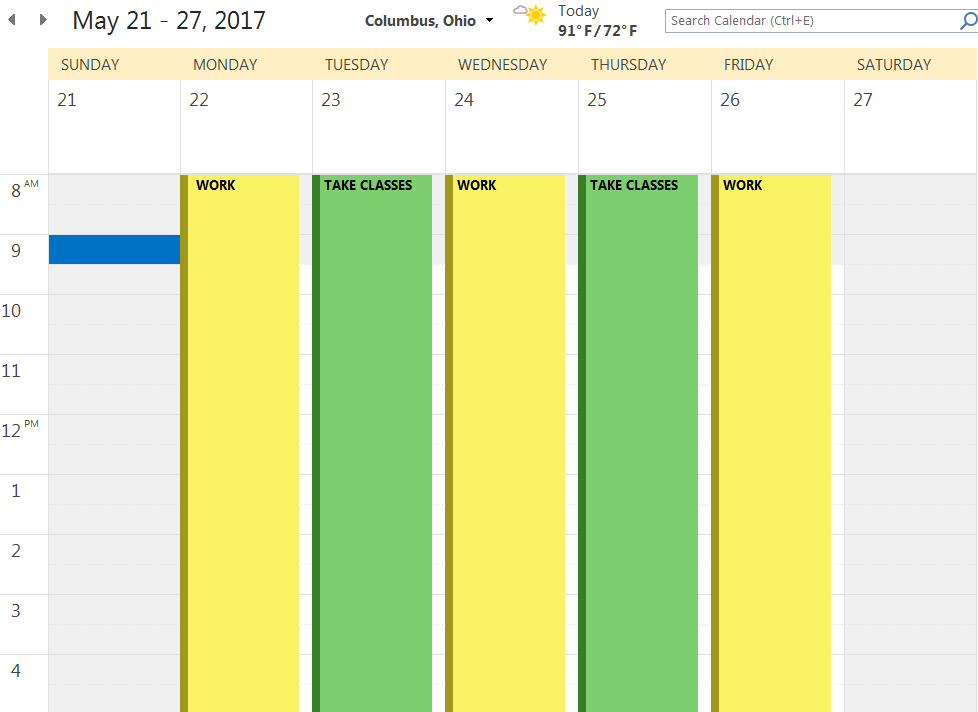 May 21 - 27, 2017
Columbus, Ohio
Today
91°F/72°F
Search Calendar (Ctrl+E)
SUNDAY MONDAY TUESDAY WEDNESDAY THURSDAY FRIDAY SATURDAY
21 22 23 24 25 26 27
8 AM
WORK TAKE CLASSES WORK TAKE CLASSES WORK
9
10
11
12 PM
1
2
3
4